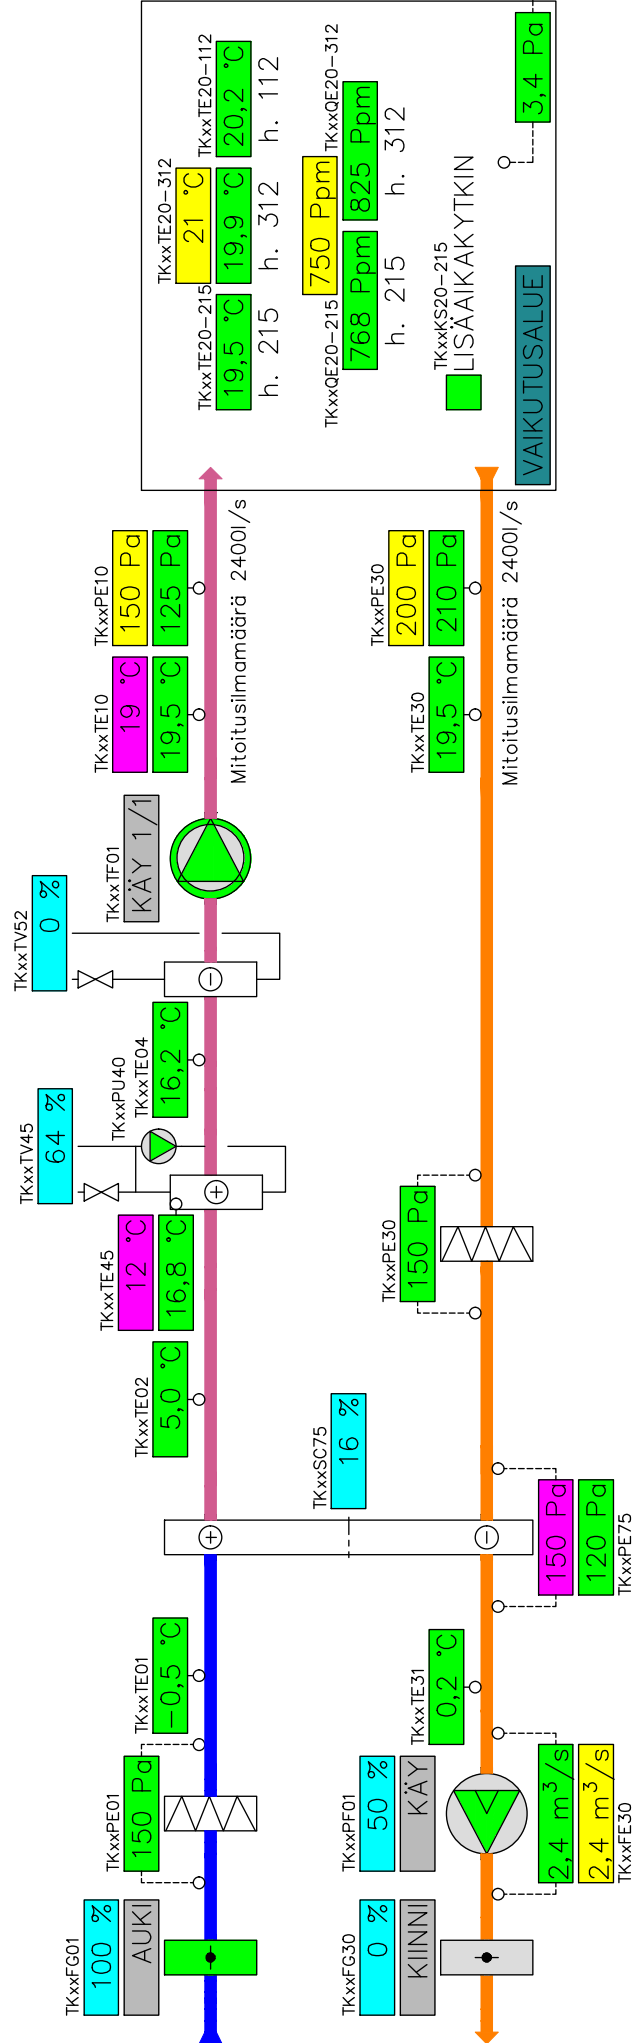 TKxxFG01
100 %
AUKI
TKxxPE01
150 Pa
TKxxTE01
-0,5 °C
TKxxTE02
5,0 °C
TKxxTE45
12 °C
16,8 °C
TKxxTV45
64 %
TKxxPU40
TKxxTE04
16,2 °C
TKxxTV52
0 %
TKxxTF01
KÄY 1/1
TKxxTE10
19 °C
19,5 °C
TKxxPE10
150 Pa
125 Pa
Mitoitusilmamäärä 2400l/s
TKxxTE20-215
19,5 °C
h. 215
TKxxTE20-312
21 °C
19,9 °C
h. 312
TKxxTE20-112
20,2 °C
h. 112
TKxxQE20-215
750 Ppm
768 Ppm
h. 215
TKxxQE20-312
825 Ppm
h. 312
TKxxKS20-215
LISÄAIKAKYTKIN
VAIKUTUSALUE
3,4 Pa
TKxxFG30
0 %
KIINNI
TKxxPF01
50 %
KÄY
TKxxTE31
0,2 °C
2,4 m³/s
2,4 m³/s
TKxxFE30
TKxxSC75
16 %
150 Pa
120 Pa
TKxxPE75
TKxxPE30
150 Pa
TKxxTE30
19,5 °C
TKxxPE30
200 Pa
210 Pa
Mitoitusilmamäärä 2400l/s